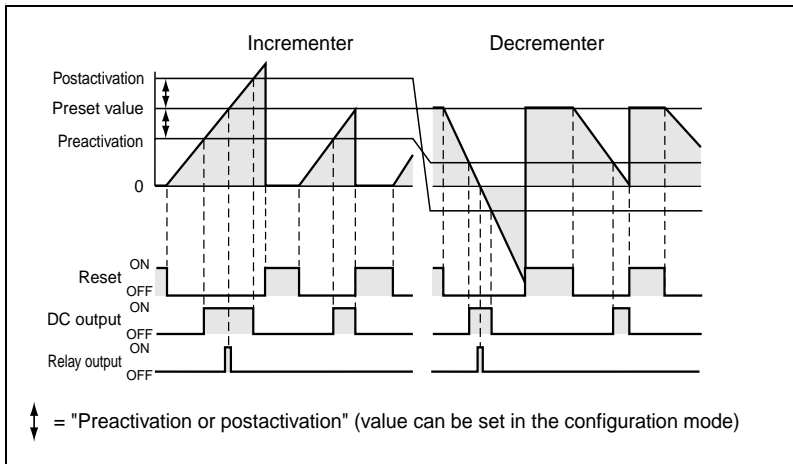 Incrementer
Decrementer
Postactivation
Preset value
Preactivation
0
Reset
ON
OFF
DC output
ON
OFF
Relay output
ON
OFF
= "Preactivation or postactivation" (value can be set in the configuration mode)